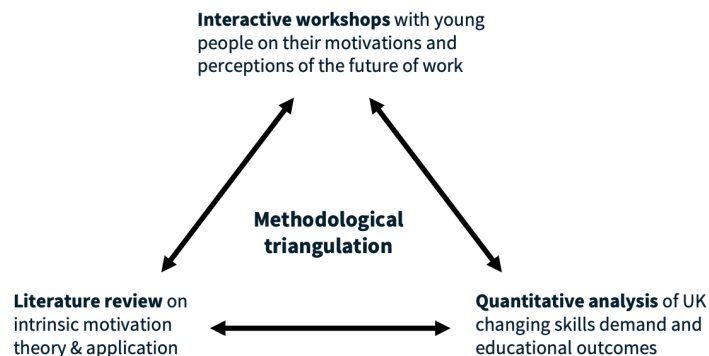 Interactive workshops with young
people on their motivations and
perceptions of the future of work
Methodological
triangulation
Literature review on
intrinsic motivation
theory & application
Quantitative analysis of UK
changing skills demand and
educational outcomes